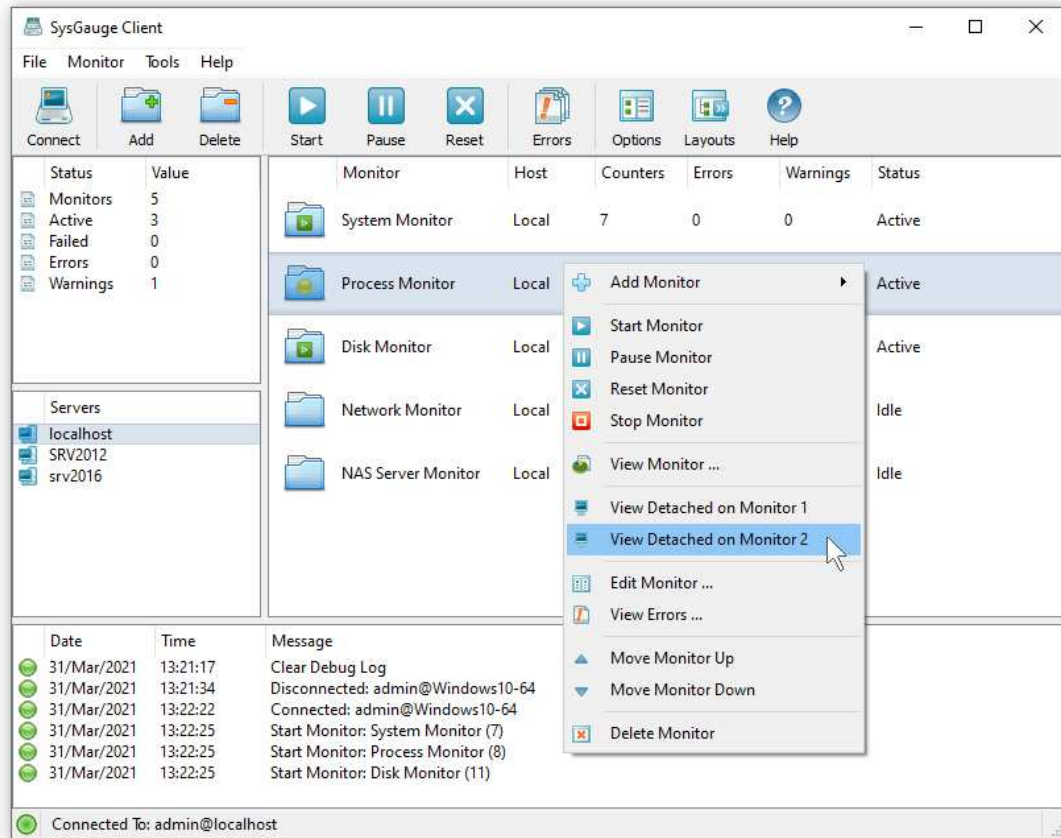 SysGauge Client
File Monitor Tools Help
Connect Add Delete Start Pause Reset Errors Options Layouts Help
Status Value
Monitors 5
Active 3
Failed 0
Errors 0
Warnings 1
Servers
localhost
SRV2012
srv2016
Monitor Host Counters Errors Warnings Status
System Monitor Local 7 0 0 Active
Process Monitor Local Active
Disk Monitor Local Active
Network Monitor Local Idle
NAS Server Monitor Local Idle
Add Monitor
Start Monitor
Pause Monitor
Reset Monitor
Stop Monitor
View Monitor ...
View Detached on Monitor 1
View Detached on Monitor 2
Edit Monitor ...
View Errors ...
Move Monitor Up
Move Monitor Down
Delete Monitor
Date Time Message
31/Mar/2021 13:21:17 Clear Debug Log
31/Mar/2021 13:21:34 Disconnected: admin@Windows10-64
31/Mar/2021 13:22:22 Connected: admin@Windows10-64
31/Mar/2021 13:22:25 Start Monitor: System Monitor (7)
31/Mar/2021 13:22:25 Start Monitor: Process Monitor (8)
31/Mar/2021 13:22:25 Start Monitor: Disk Monitor (11)
Connected To: admin@localhost